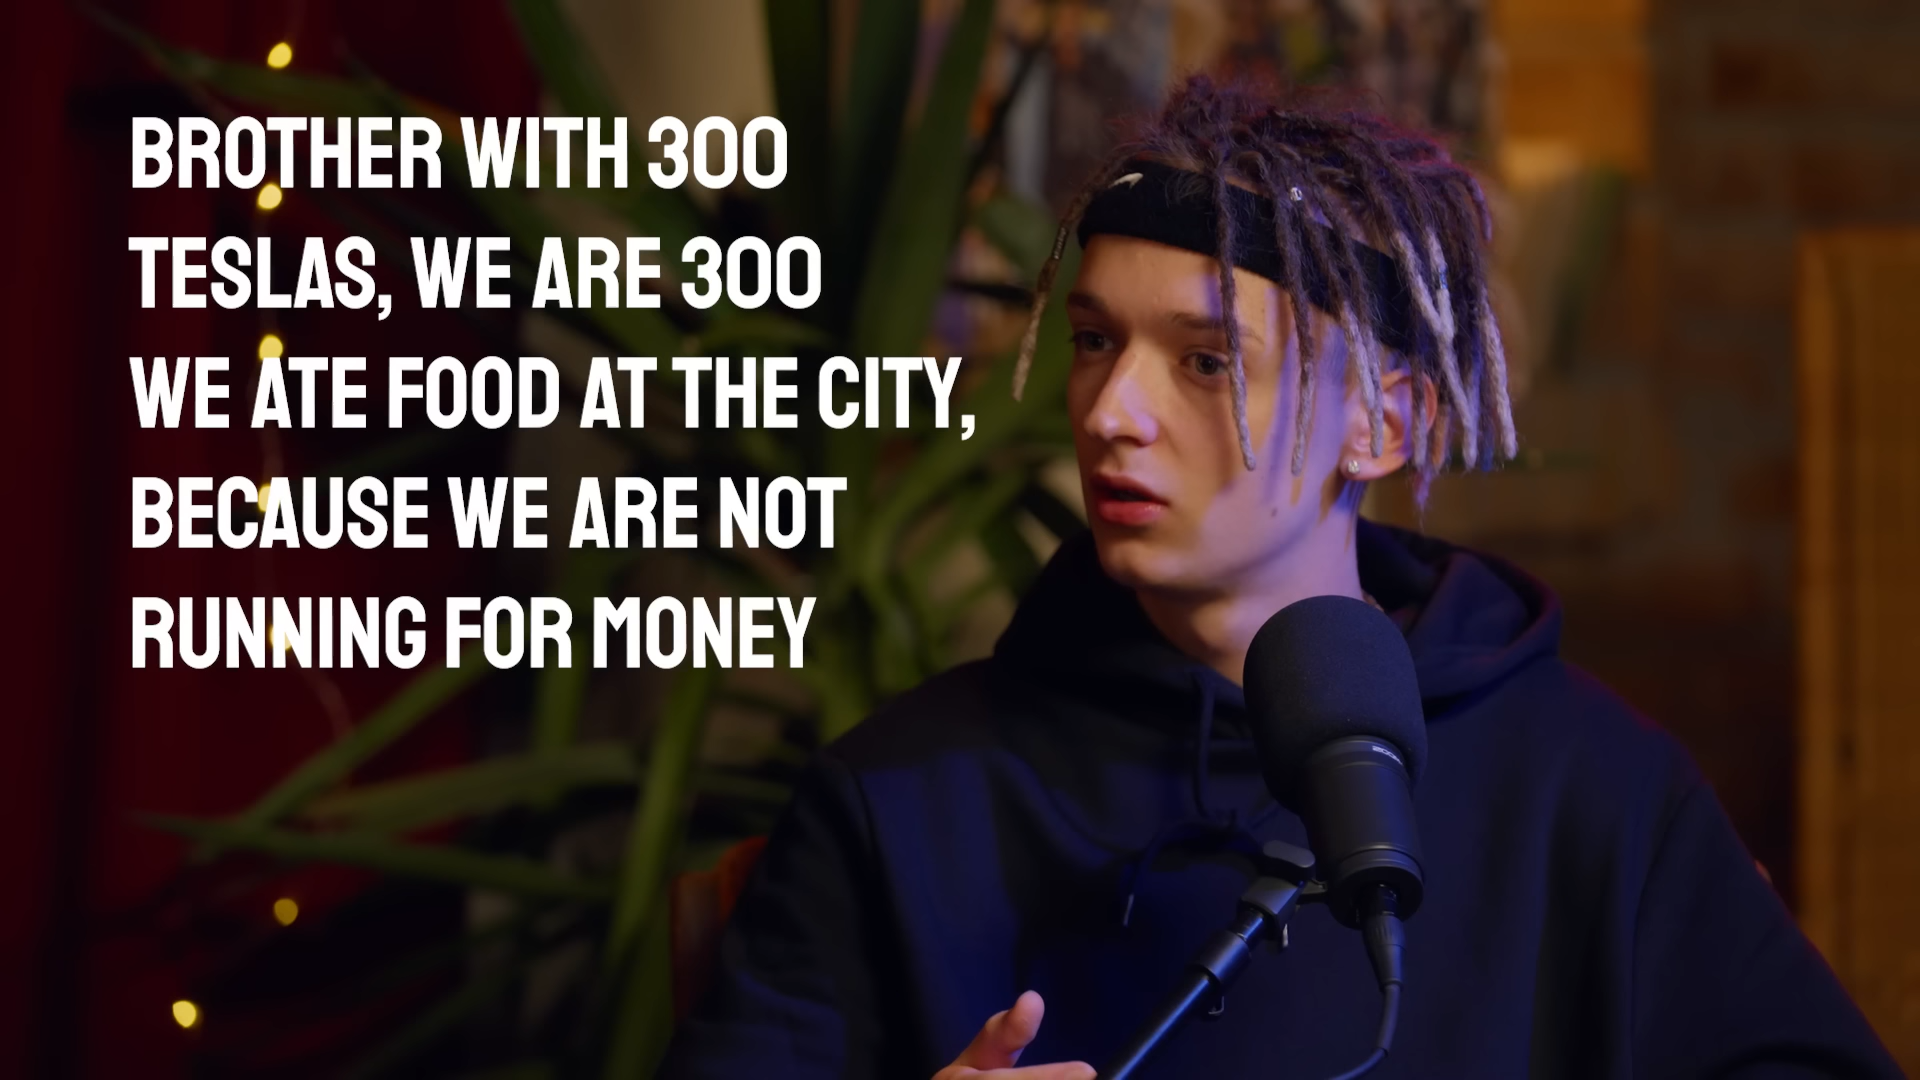 BROTHER WITH 300
TESLAS, WE ARE 300
WE ATE FOOD AT THE CITY,
BECAUSE WE ARE NOT
RUNNING FOR MONEY